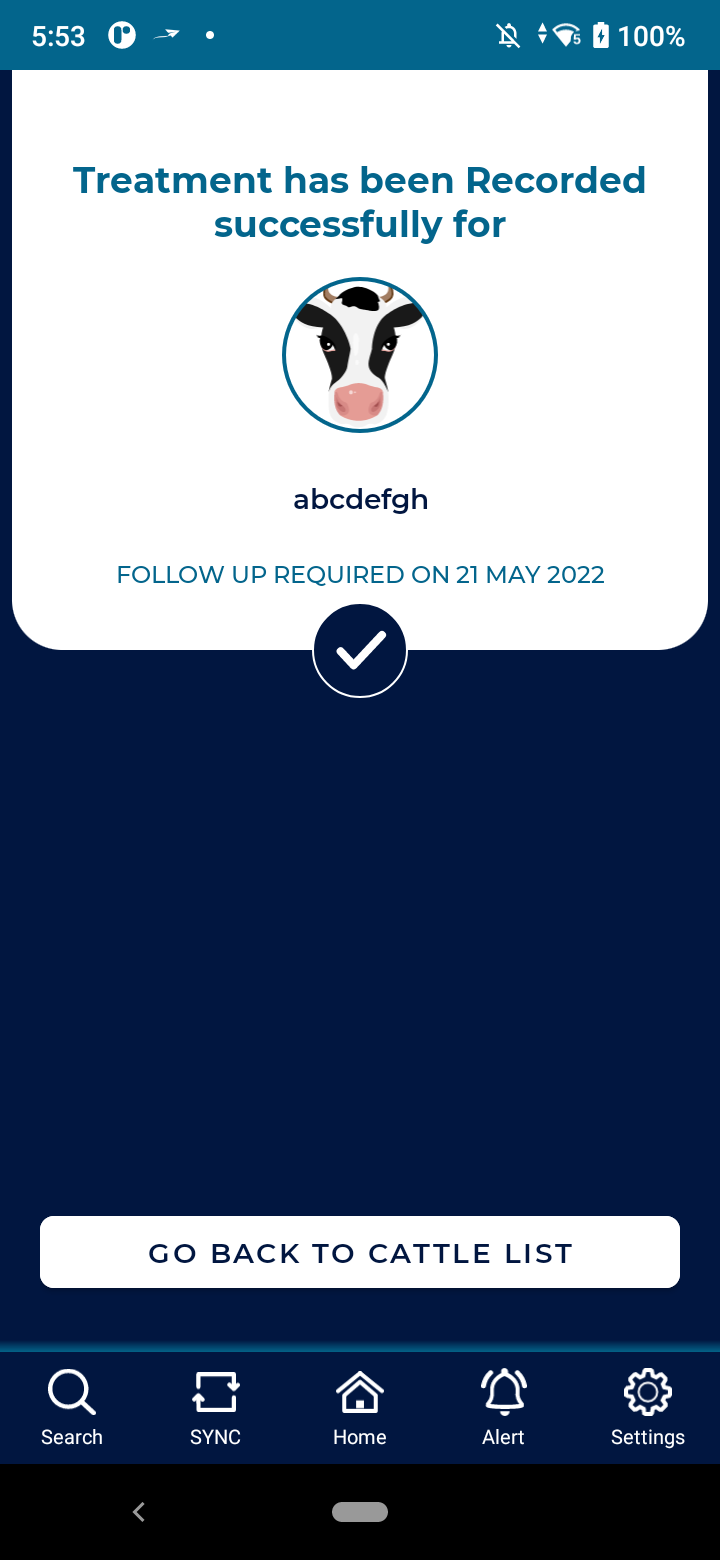 5:53
5
100%
Treatment has been Recorded
successfully for
abcdefgh
FOLLOW UP REQUIRED ON 21 MAY 2022
GO BACK TO CATTLE LIST
Search
SYNC
Home
Alert
Settings